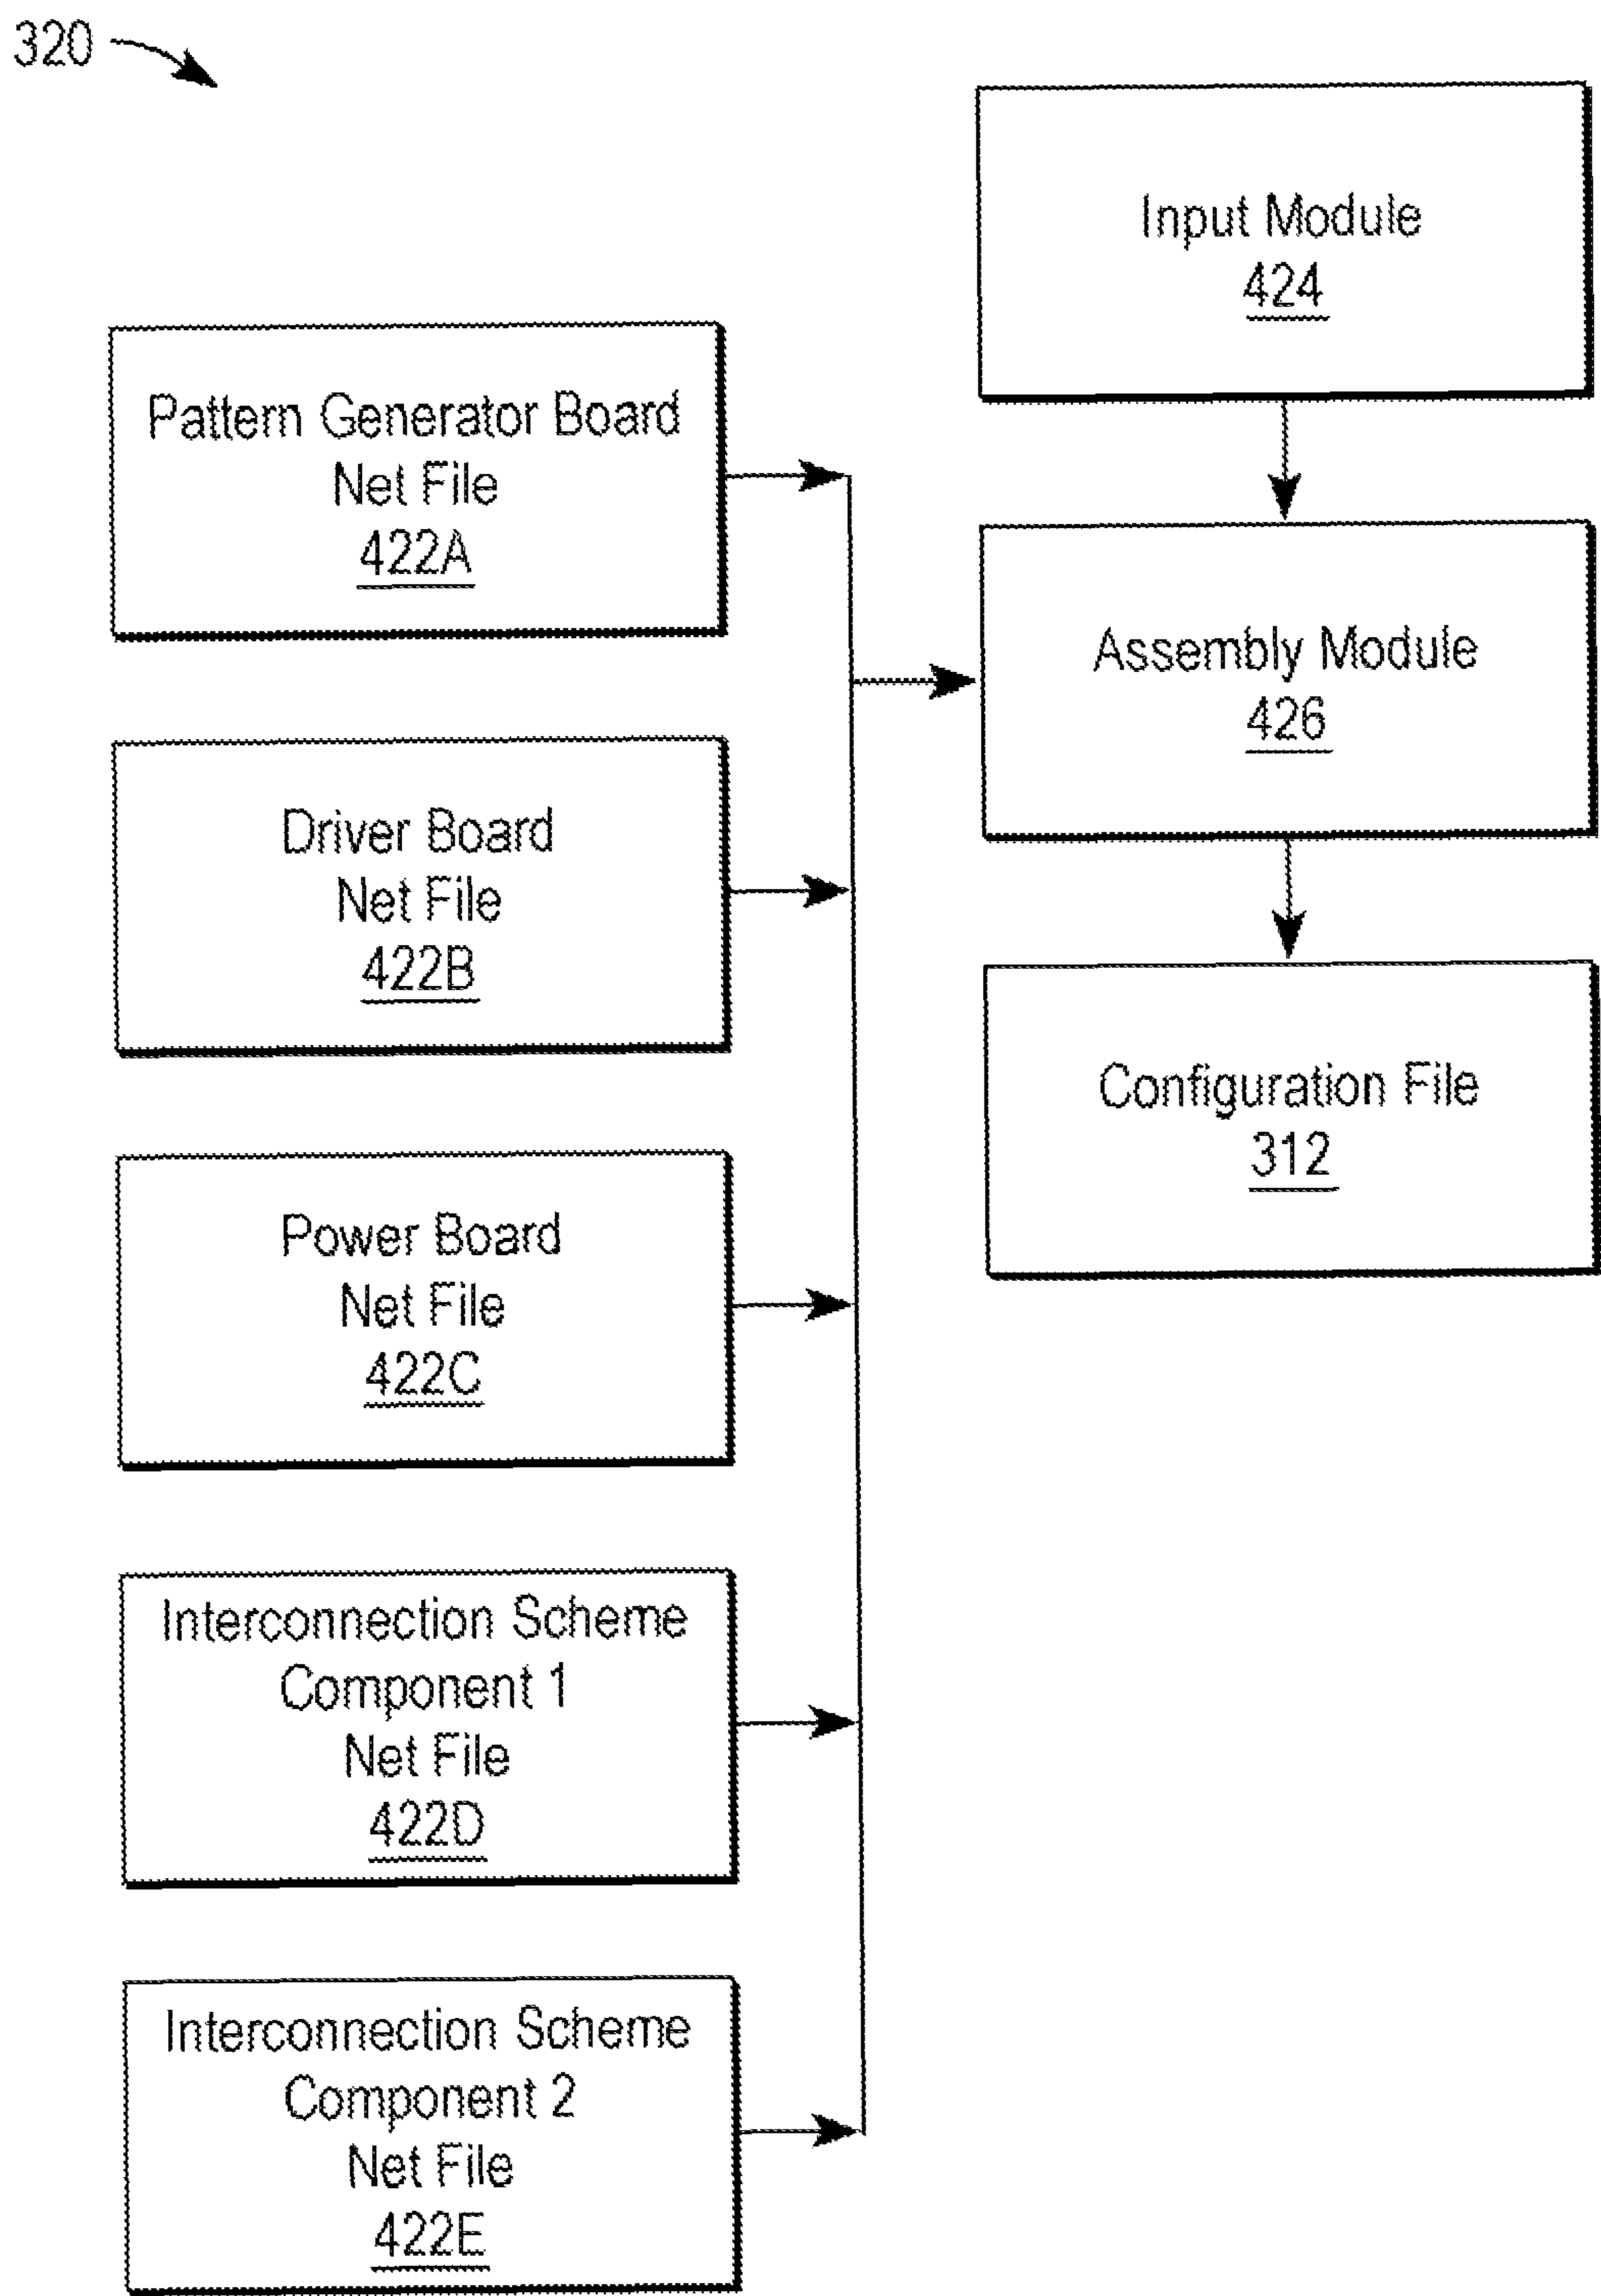 320
Input Module
424
Pattern Generator Board
Net File
422A
Assembly Module
426
Driver Board
Net File
422B
Configuration File
312
Power Board
Net File
422C
Interconnection Scheme
Component 1
Net File
422D
Interconnection Scheme
Component 2
Net File
422E